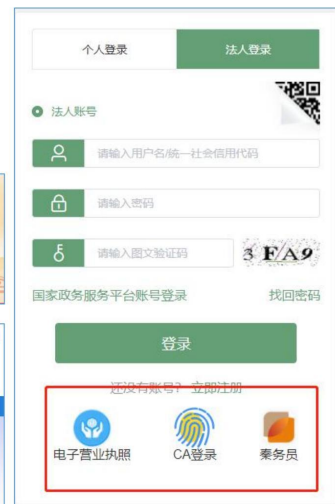 个人登录 法人登录
法人账号
请输入用户名/统一社会信用代码
请输入密码
请输入图文验证码 3 F A 9
国家政务服务平台账号登录 找回密码
登录
还没有账号? 立即注册
电子营业执照 CA登录 秦务员